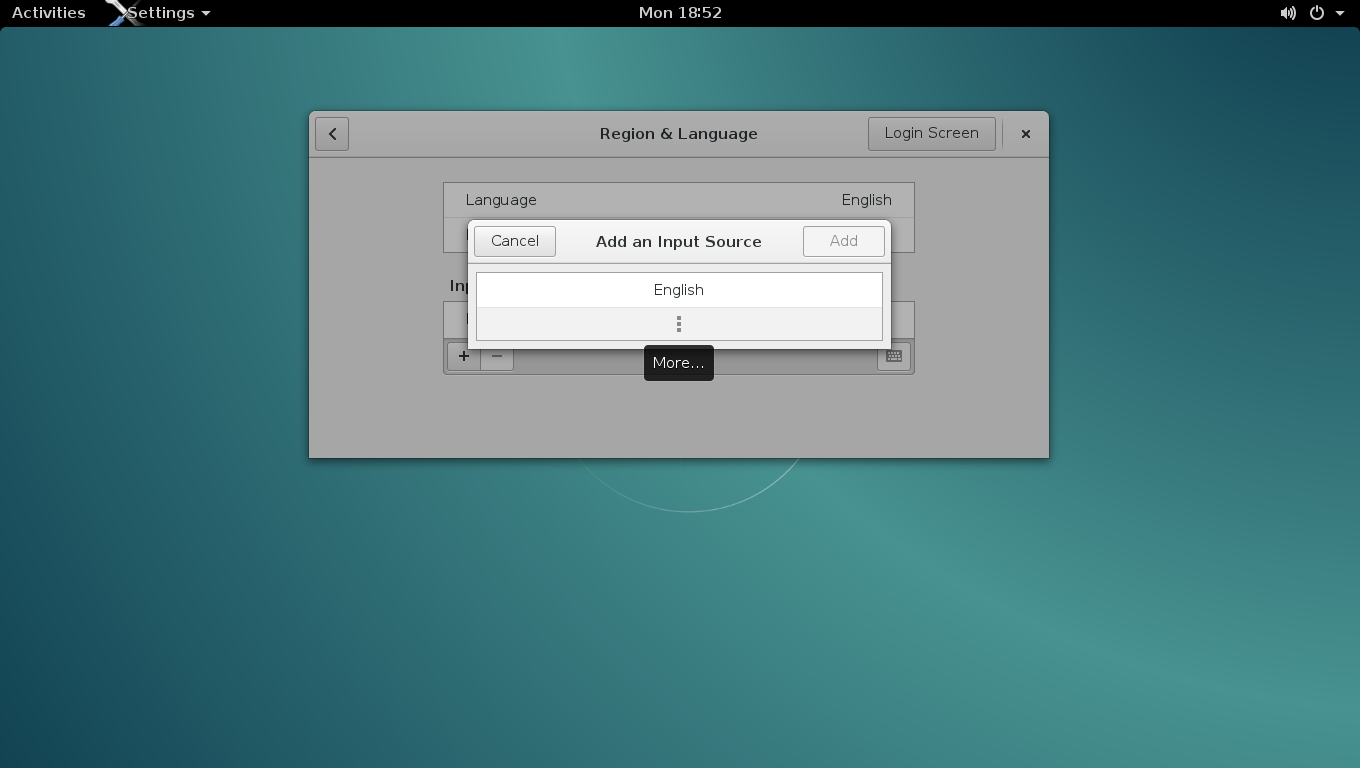 Activities Settings Mon 18:52
Region & Language Login Screen
Language English
Cancel Add an Input Source Add
English
More...